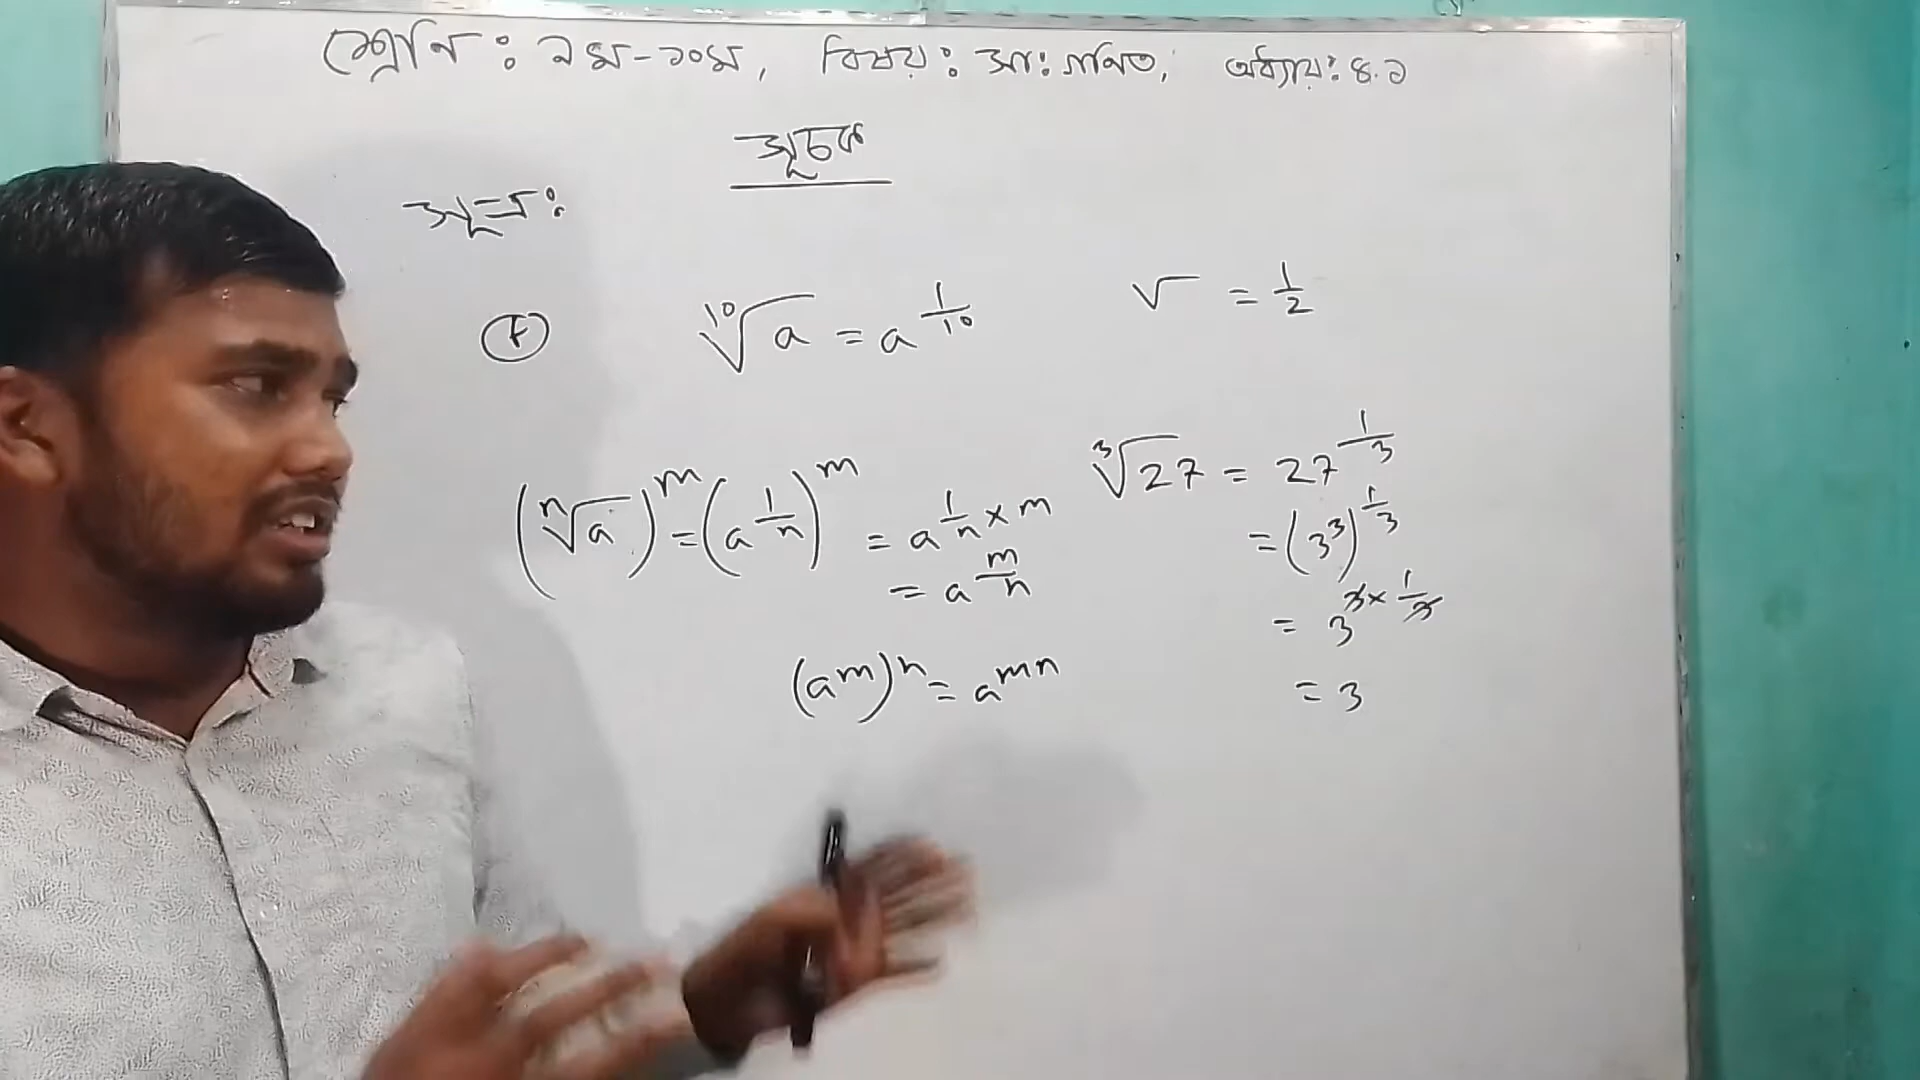 শ্রেণি : ৯ম-১০ম, বিষয়: সা: গণিত, অধ্যায়: ৪.১
সূচক
সূত্র:
¹⁰√a = a^(1/10)
√ = 1/2
(ⁿ√a)^m = (a^(1/n))^m = a^(1/n × m)
= a^(m/n)
(a^m)^n = a^(mn)
³√27 = 27^(1/3)
= (3³)^(1/3)
= 3^(3 × 1/3)
= 3